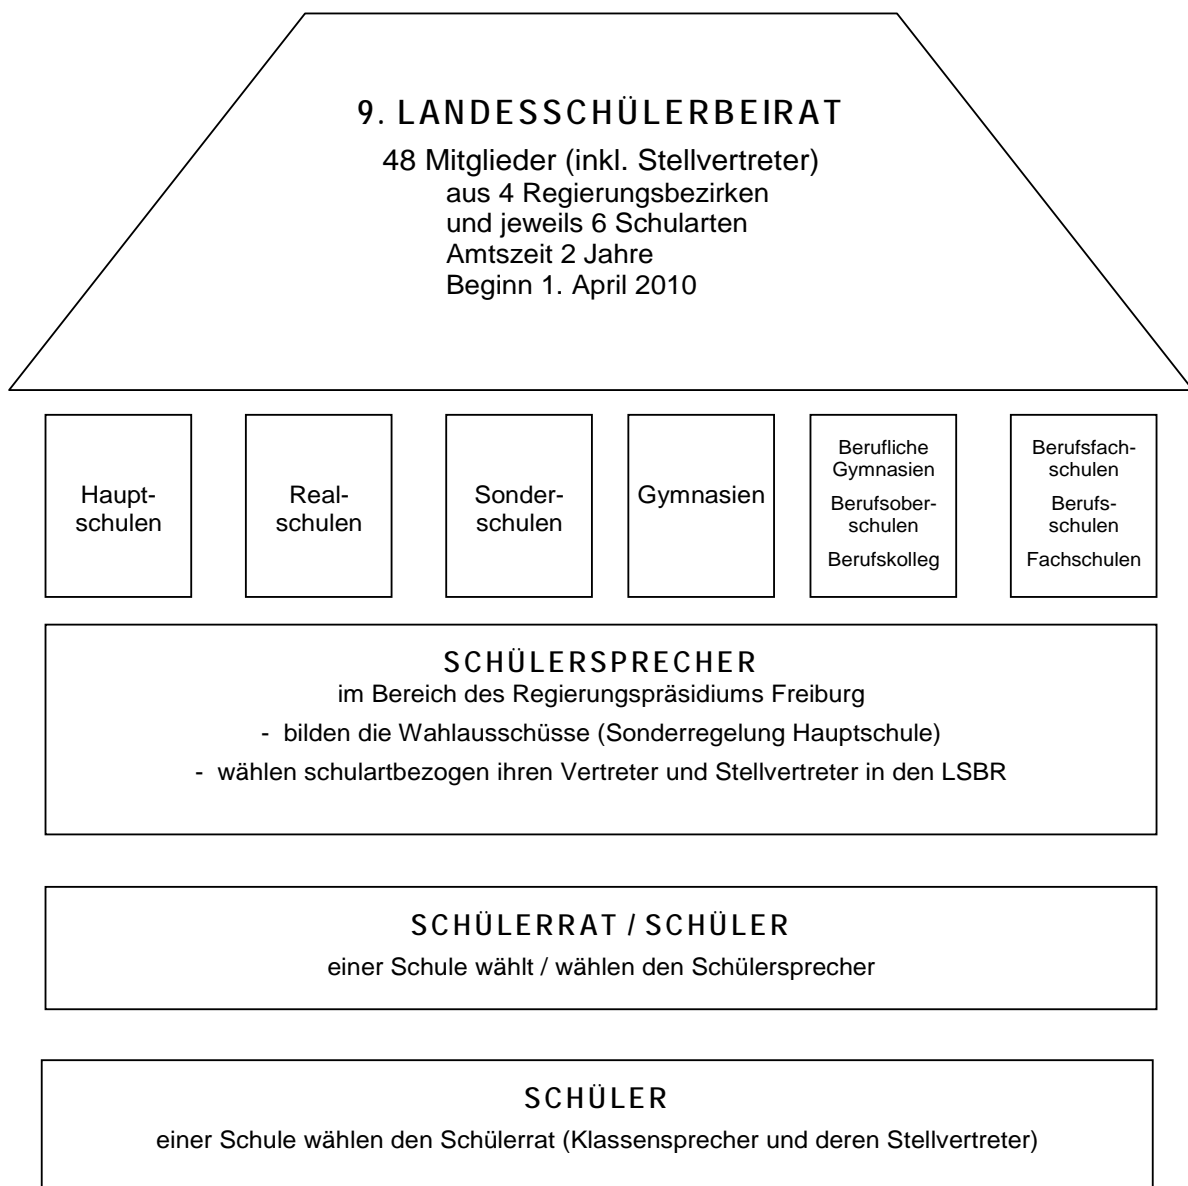 9. LANDESSCHÜLERBEIRAT
48 Mitglieder (inkl. Stellvertreter)
aus 4 Regierungsbezirken
und jeweils 6 Schularten
Amtszeit 2 Jahre
Beginn 1. April 2010
Haupt-
schulen
Real-
schulen
Sonder-
schulen
Gymnasien
Berufliche
Gymnasien
Berufsober-
schulen
Berufskolleg
Berufsfach-
schulen
Berufs-
schulen
Fachschulen
SCHÜLERSPRECHER
im Bereich des Regierungspräsidiums Freiburg
- bilden die Wahlausschüsse (Sonderregelung Hauptschule)
- wählen schulartbezogen ihren Vertreter und Stellvertreter in den LSBR
SCHÜLERRAT / SCHÜLER
einer Schule wählt / wählen den Schülersprecher
SCHÜLER
einer Schule wählen den Schülerrat (Klassensprecher und deren Stellvertreter)